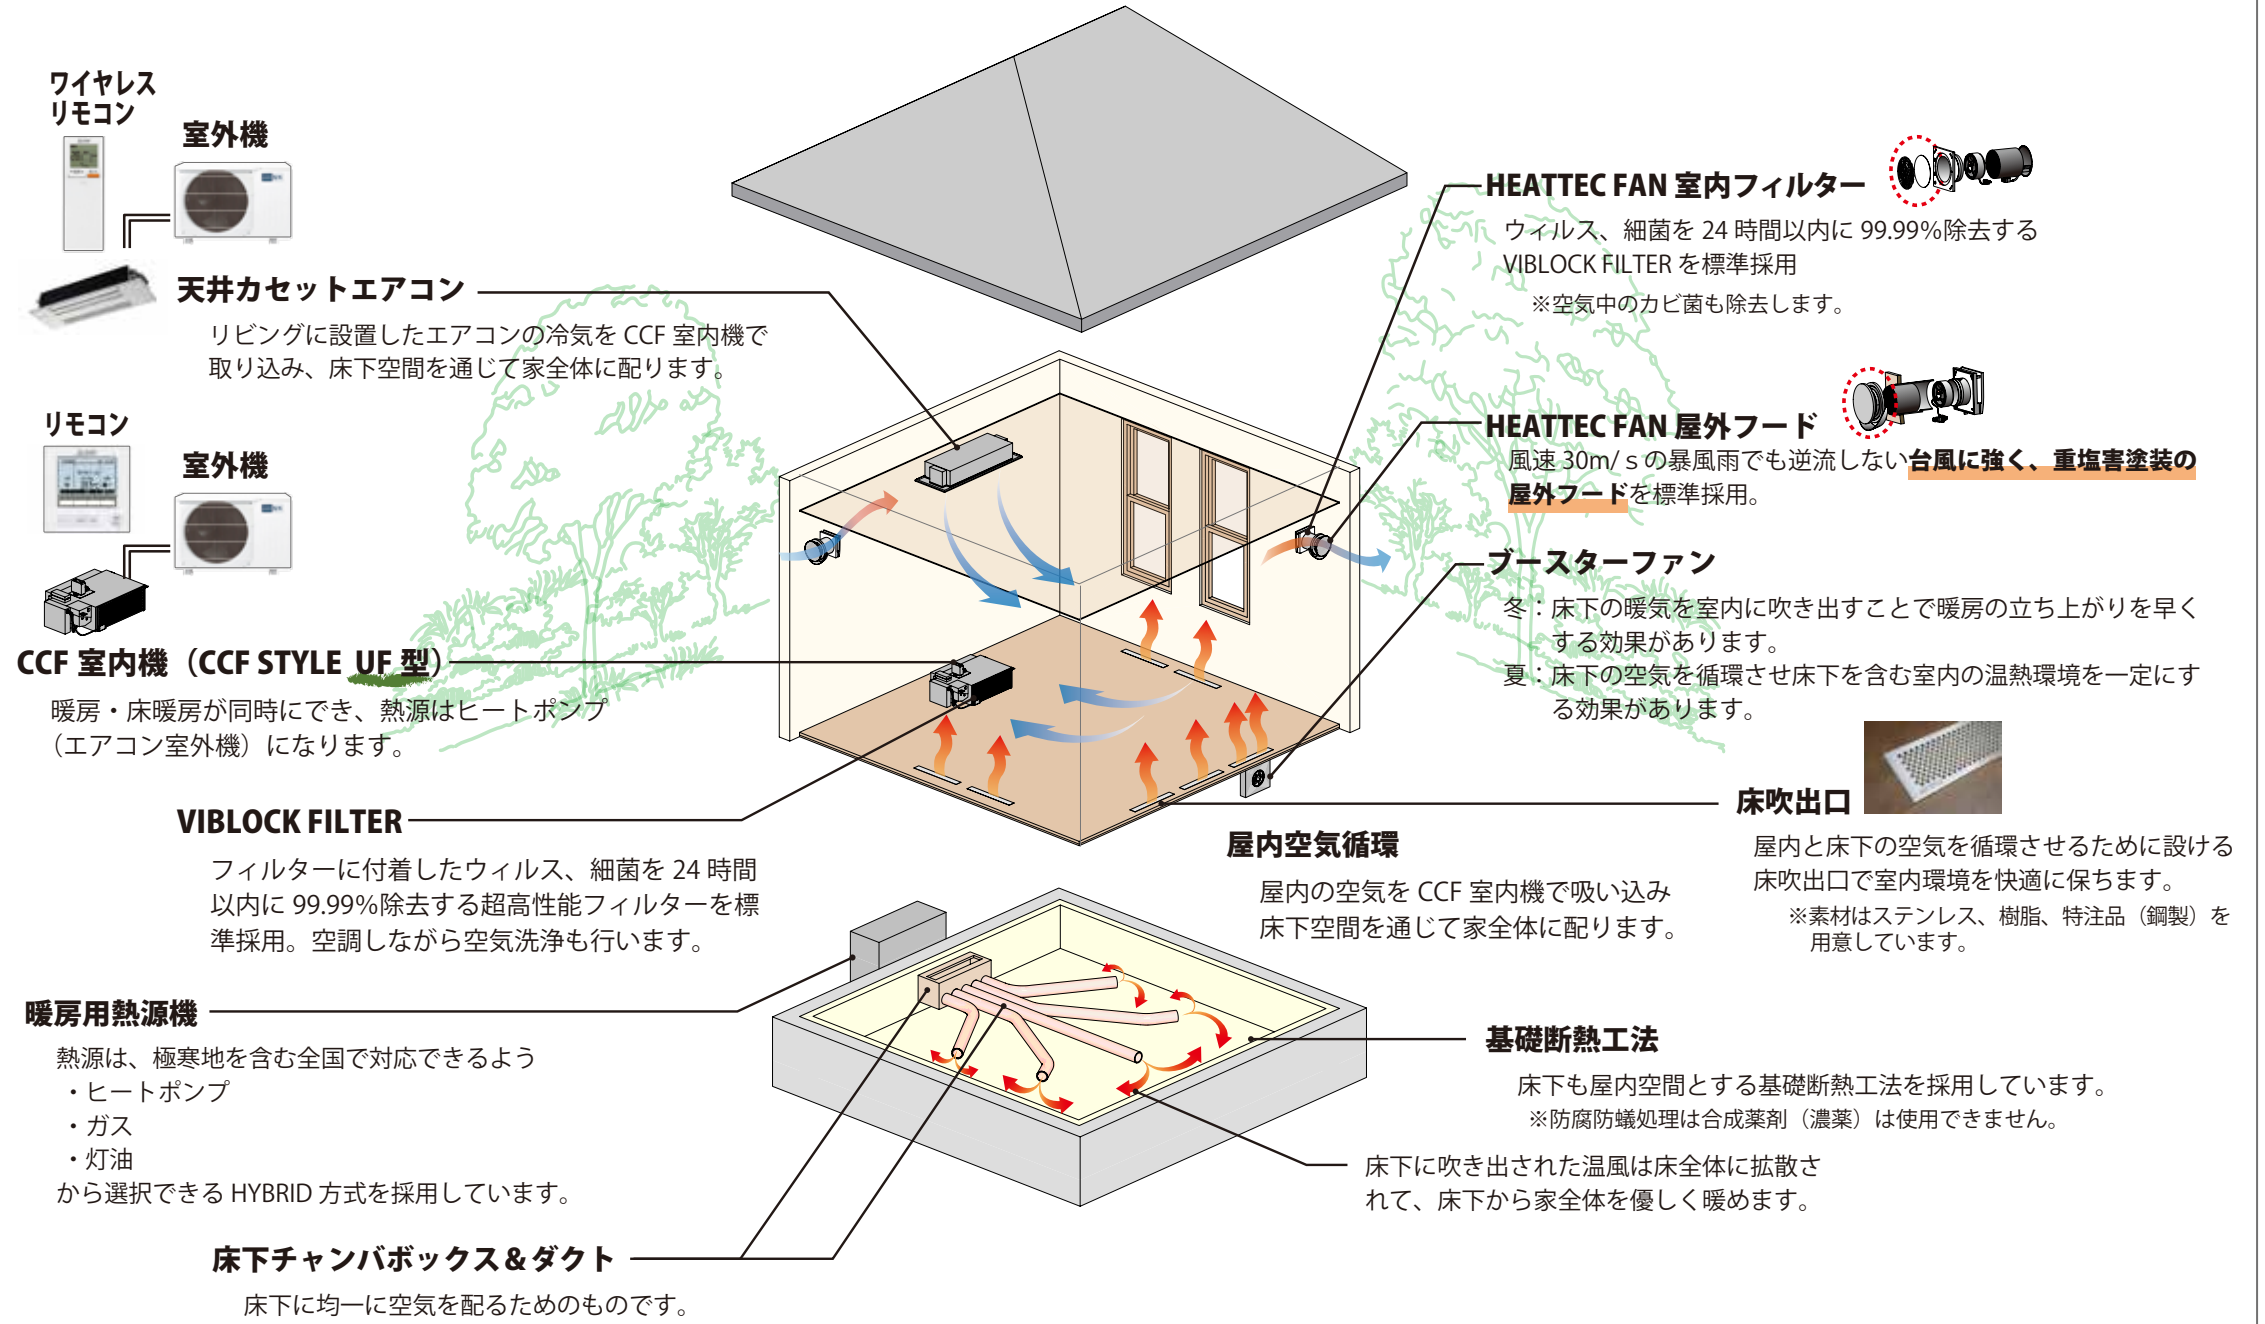 ワイヤレス
リモコン
室外機
天井カセットエアコン
リビングに設置したエアコンの冷気を CCF 室内機で
取り込み、床下空間を通じて家全体に配ります。
リモコン
室外機
CCF 室内機（CCF STYLE UF 型）
暖房・床暖房が同時にでき、熱源はヒートポンプ
（エアコン室外機）になります。
VIBLOCK FILTER
フィルターに付着したウィルス、細菌を 24 時間
以内に 99.99%除去する超高性能フィルターを標
準採用。空調しながら空気洗浄も行います。
暖房用熱源機
熱源は、極寒地を含む全国で対応できるよう
・ヒートポンプ
・ガス
・灯油
から選択できる HYBRID 方式を採用しています。
床下チャンバボックス＆ダクト
床下に均一に空気を配るためのものです。
HEATTEC FAN 室内フィルター
ウィルス、細菌を 24 時間以内に 99.99%除去する
VIBLOCK FILTER を標準採用
※空気中のカビ菌も除去します。
HEATTEC FAN 屋外フード
風速 30m/ｓの暴風雨でも逆流しない台風に強く、重塩害塗装の
屋外フードを標準採用。
ブースターファン
冬：床下の暖気を室内に吹き出すことで暖房の立ち上がりを早く
する効果があります。
夏：床下の空気を循環させ床下を含む室内の温熱環境を一定にす
る効果があります。
床吹出口
屋内と床下の空気を循環させるために設ける
床吹出口で室内環境を快適に保ちます。
※素材はステンレス、樹脂、特注品（鋼製）を
用意しています。
屋内空気循環
屋内の空気を CCF 室内機で吸い込み
床下空間を通じて家全体に配ります。
基礎断熱工法
床下も屋内空間とする基礎断熱工法を採用しています。
※防腐防蟻処理は合成薬剤（濃薬）は使用できません。
床下に吹き出された温風は床全体に拡散さ
れて、床下から家全体を優しく暖めます。